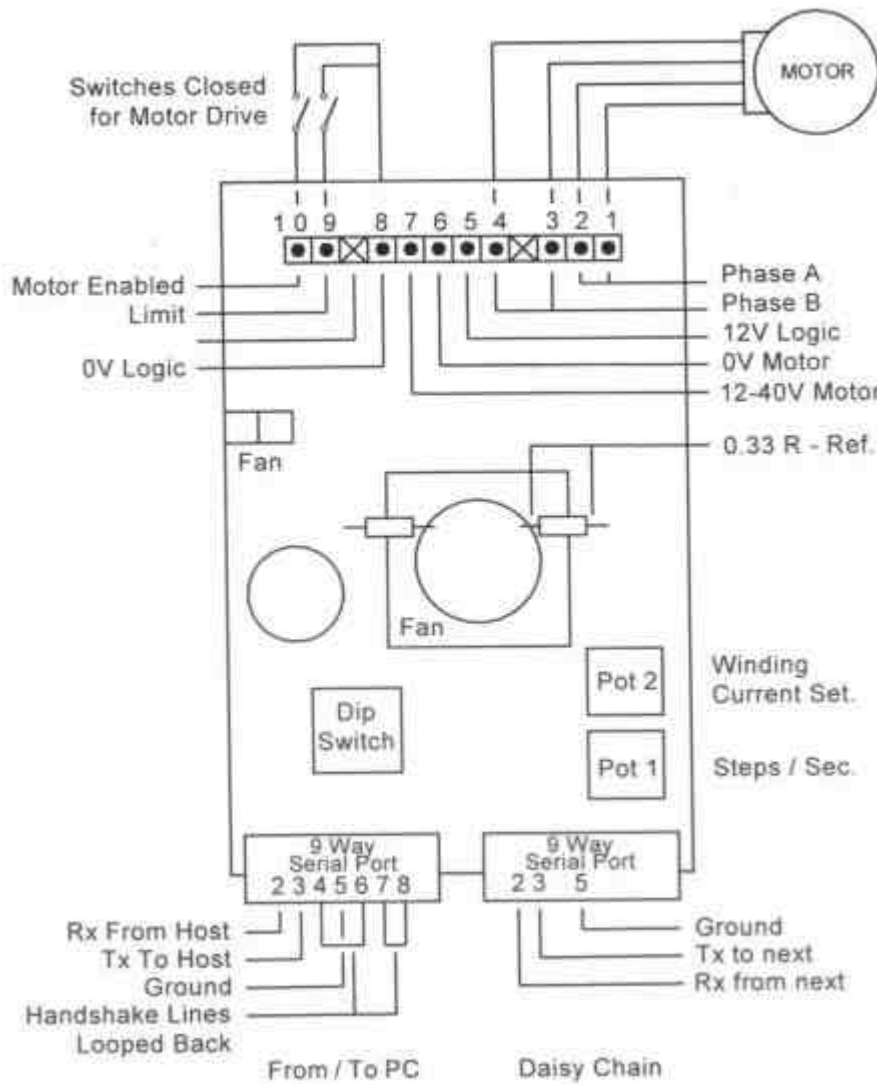 MOTOR
Switches Closed
for Motor Drive
10 9 8 7 6 5 4 3 2 1
Motor Enabled
Limit
0V Logic
Phase A
Phase B
12V Logic
0V Motor
12-40V Motor
0.33 R - Ref.
Fan
Fan
Pot 2
Winding
Current Set.
Dip
Switch
Pot 1
Steps / Sec.
9 Way
Serial Port
2 3 4 5 6 7 8
9 Way
Serial Port
2 3 5
Rx From Host
Tx To Host
Ground
Handshake Lines
Looped Back
Ground
Tx to next
Rx from next
From / To PC
Daisy Chain